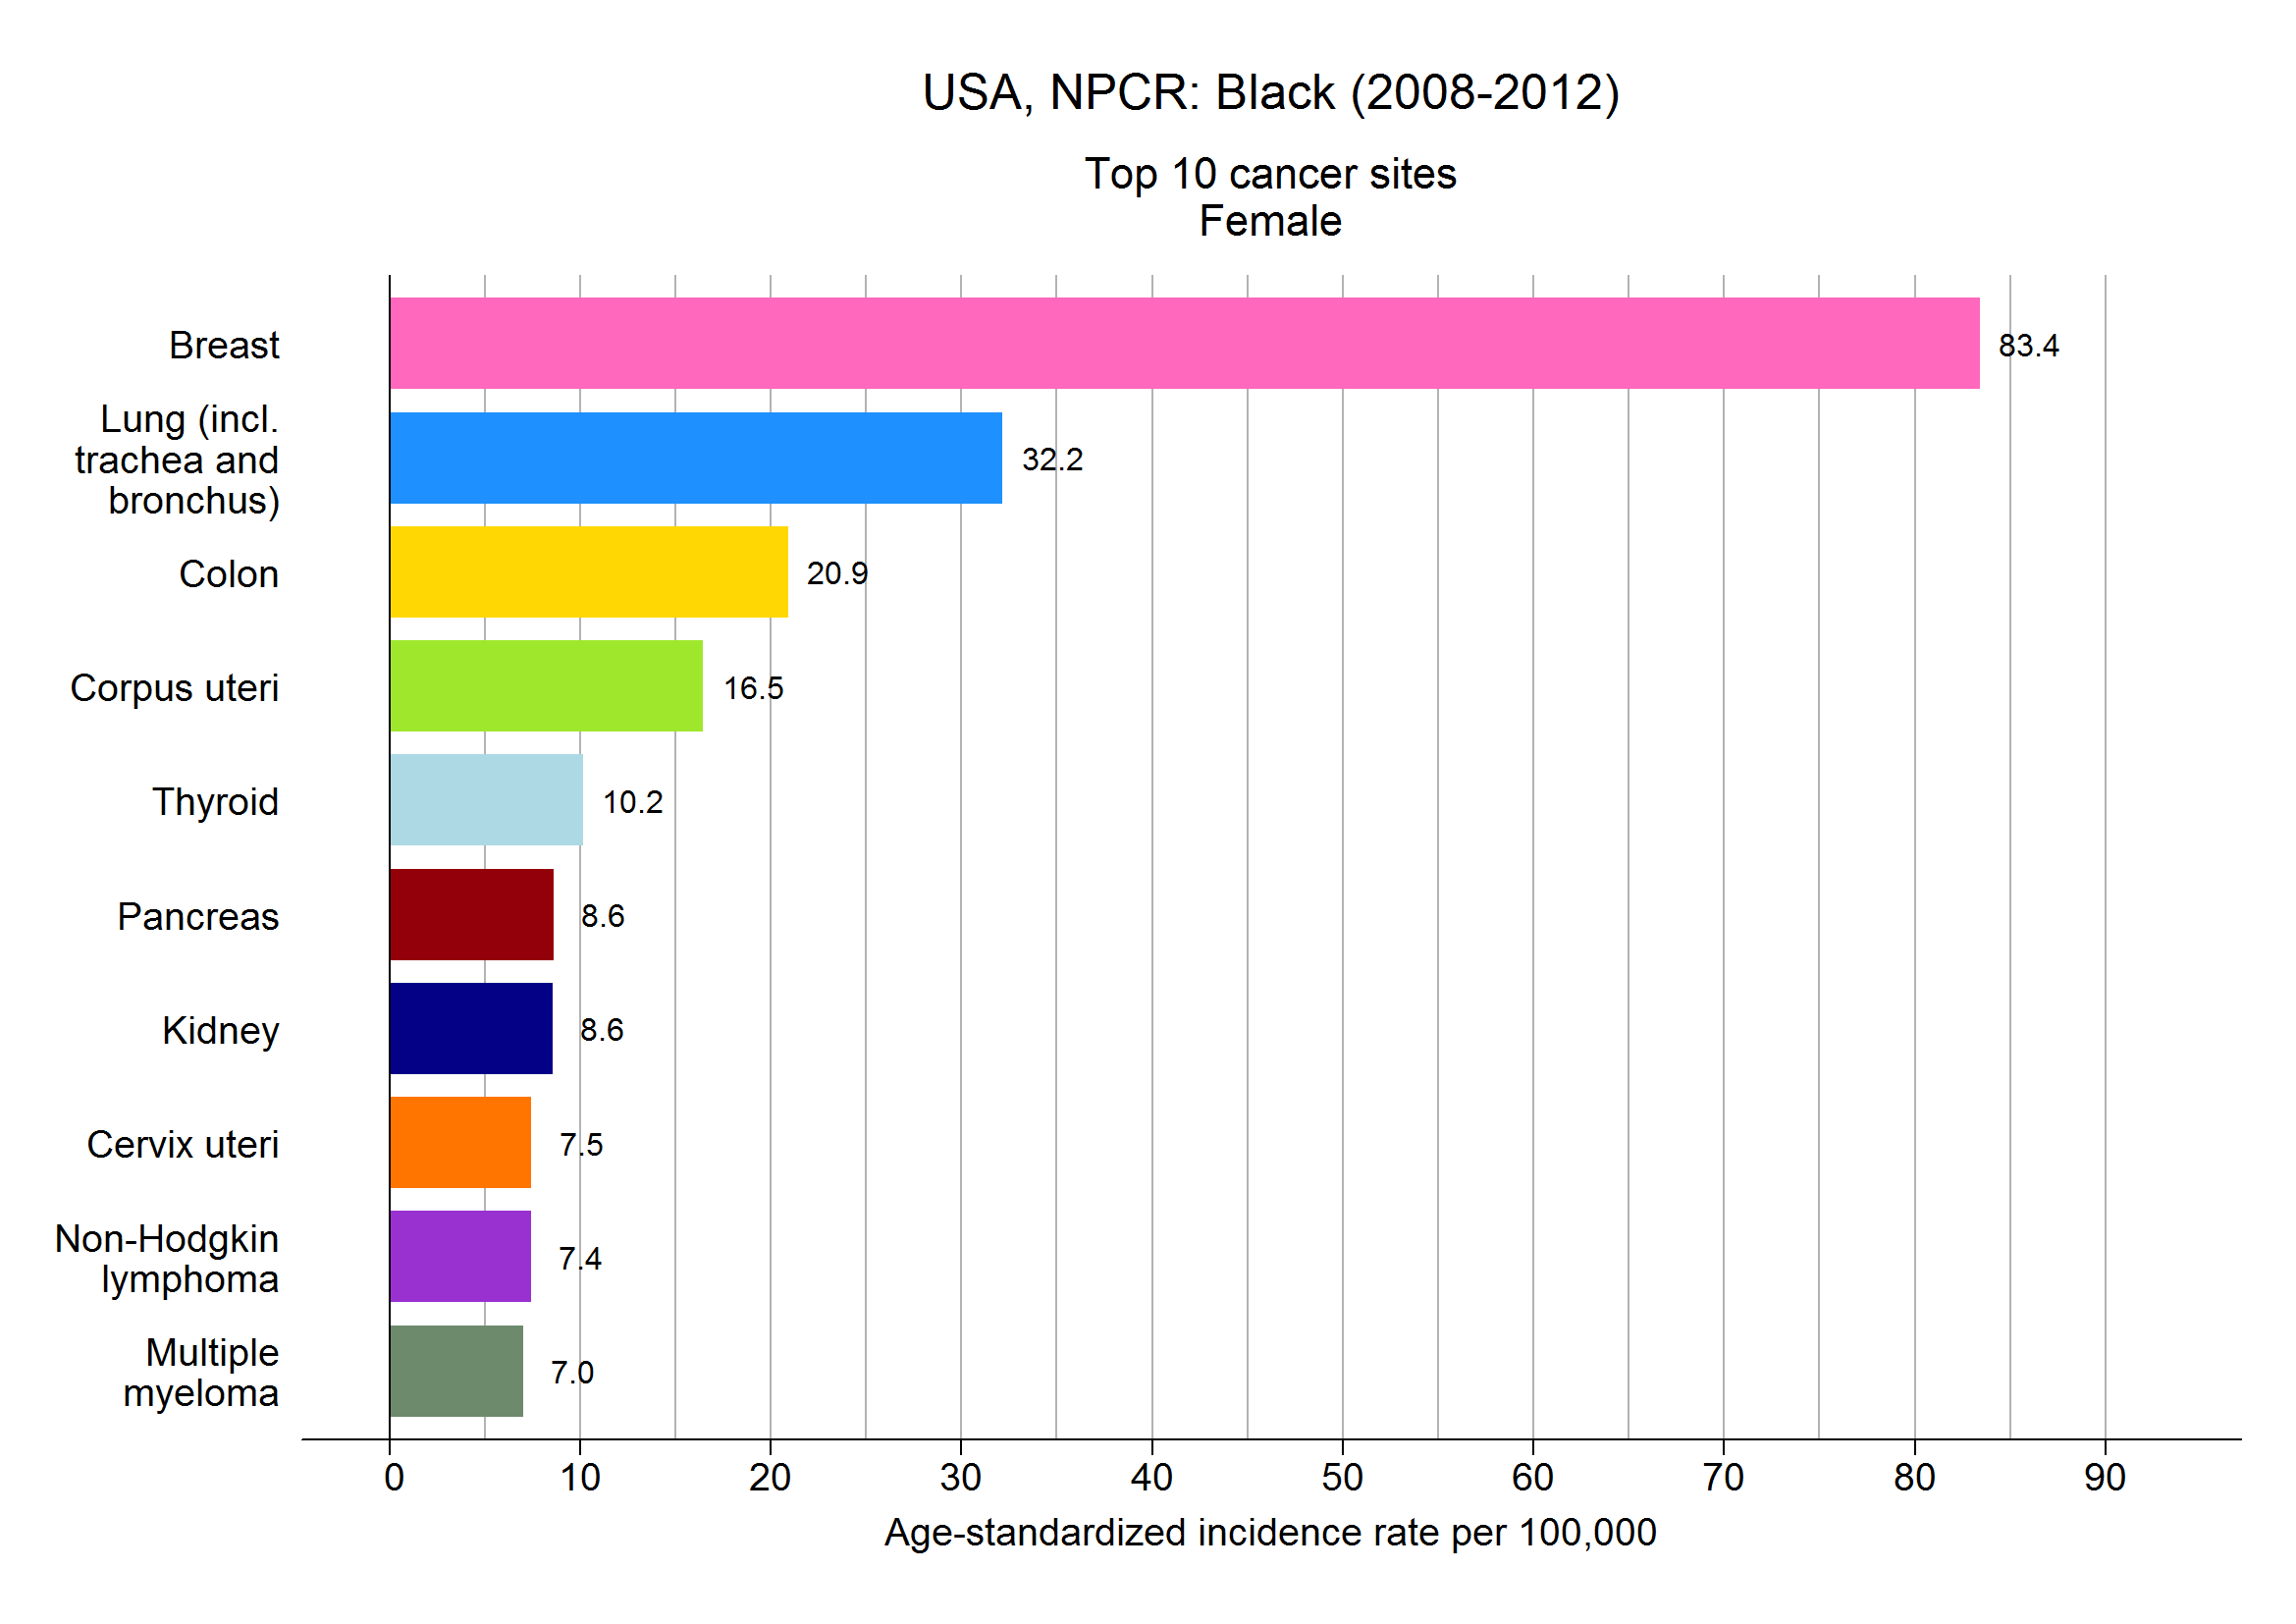 USA, NPCR: Black (2008-2012)
Top 10 cancer sites
Female
Breast
83.4
Lung (incl.
trachea and
bronchus)
32.2
Colon
20.9
Corpus uteri
16.5
Thyroid
10.2
Pancreas
8.6
Kidney
8.6
Cervix uteri
7.5
Non-Hodgkin
lymphoma
7.4
Multiple
myeloma
7.0
0 10 20 30 40 50 60 70 80 90
Age-standardized incidence rate per 100,000